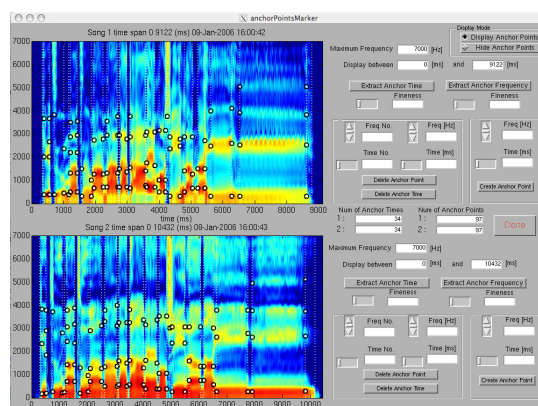 anchorPointsMarker
Song 1 time span 0 9122 (ms) 09-Jan-2006 16:00:42
7000
6000
5000
4000
3000
2000
1000
0
0 1000 2000 3000 4000 5000 6000 7000 8000 9000
time (ms)
Song 2 time span 0 10432 (ms) 09-Jan-2006 16:00:43
7000
6000
5000
4000
3000
2000
1000
0
0 1000 2000 3000 4000 5000 6000 7000 8000 9000 10000
Display Mode
Display Anchor Points
Hide Anchor Points
Maximum Frequency 7000 [Hz]
Display between 0 [ms] and 9122 [ms]
Extract Anchor Time Extract Anchor Frequency
Fineness Fineness
Freq No. Freq [Hz] Freq [Hz]
Time No. Time [ms] Time [ms]
Delete Anchor Point
Delete Anchor Time
Create Anchor Point
Num of Anchor Times Num of Anchor Points
1 : 34 1 : 97
2 : 34 2 : 97
Done
Maximum Frequency 7000 [Hz]
Display between 0 [ms] and 10432 [ms]
Extract Anchor Time Extract Anchor Frequency
Fineness Fineness
Freq No. Freq [Hz] Freq [Hz]
Time No. Time [ms] Time [ms]
Delete Anchor Point
Delete Anchor Time
Create Anchor Point